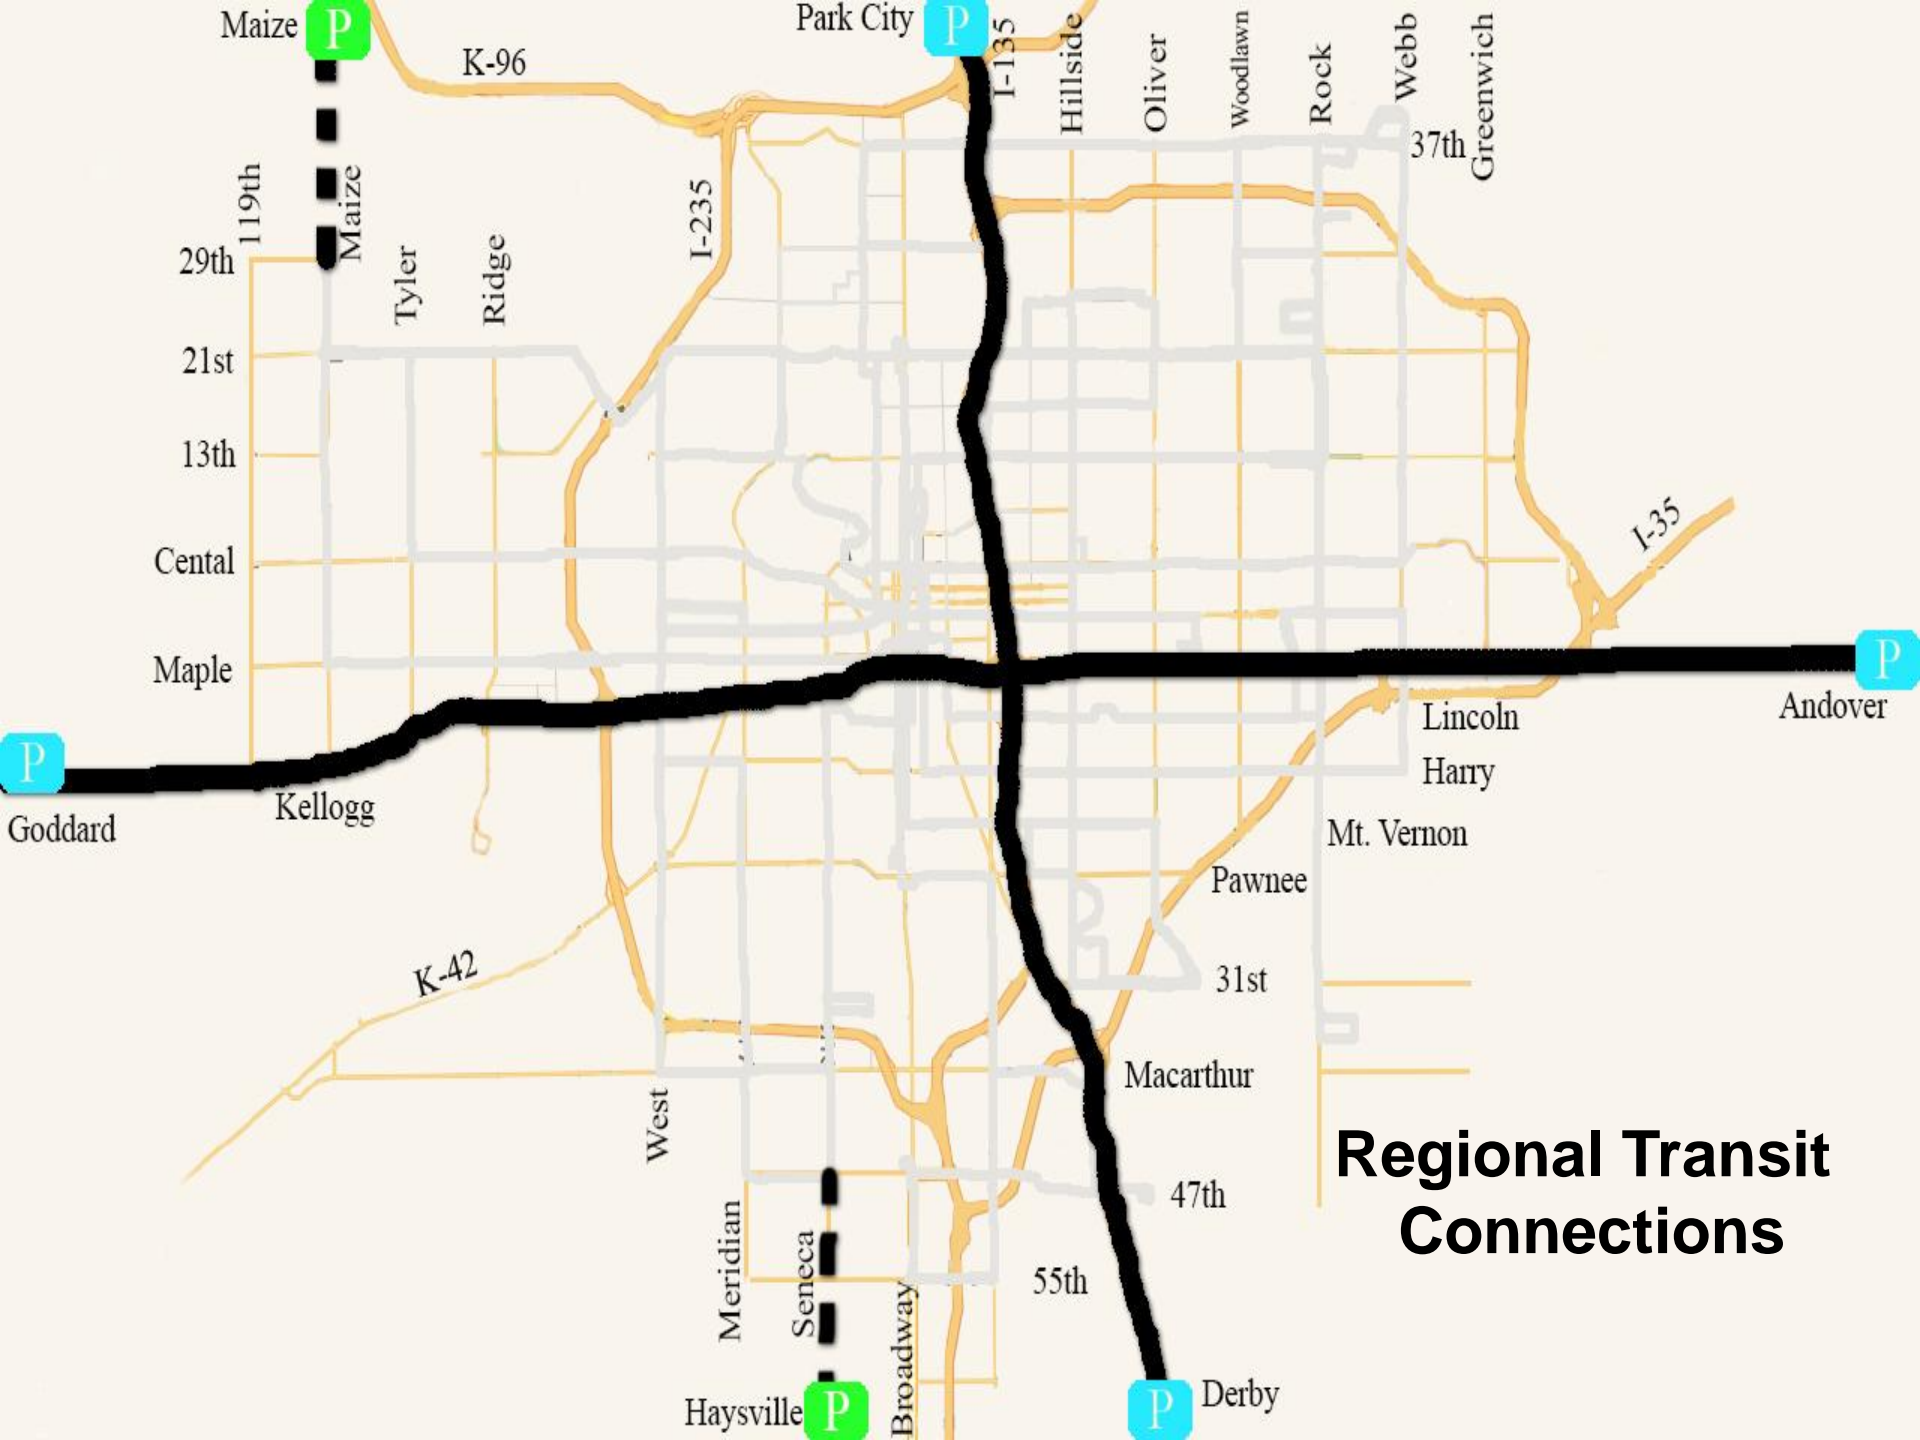 Maize
P
Park City
P
K-96
I-135
Hillside
Oliver
Woodlawn
Rock
Webb
Greenwich
37th
119th
Maize
I-235
29th
Tyler
Ridge
21st
13th
I-35
Cental
Maple
P
Andover
P
Goddard
Kellogg
Lincoln
Harry
Mt. Vernon
Pawnee
K-42
31st
Macarthur
West
Regional Transit
Connections
47th
Meridian
Seneca
55th
Broadway
Haysville
P
P
Derby